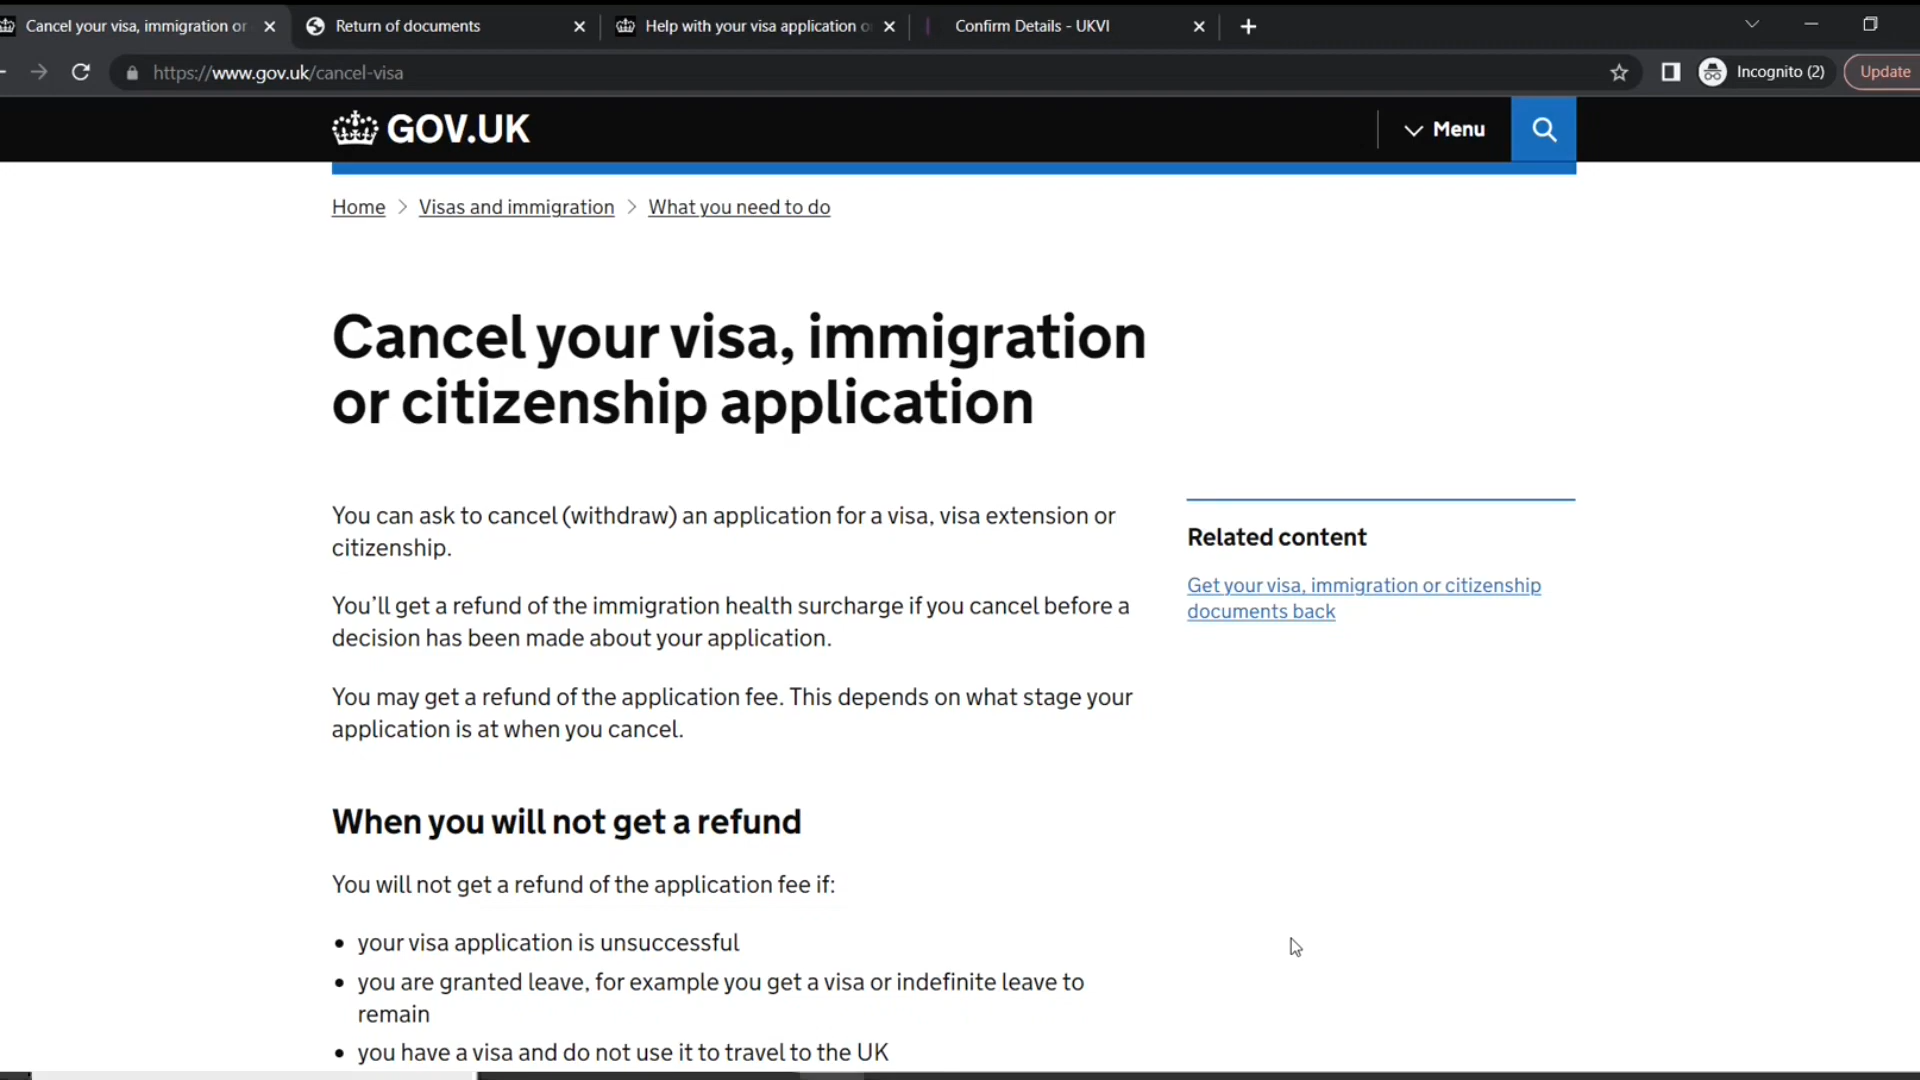 Cancel your visa, immigration or
Return of documents
Help with your visa application o
Confirm Details - UKVI
https://www.gov.uk/cancel-visa
Incognito (2)
Update
GOV.UK
Menu
Home > Visas and immigration > What you need to do
Cancel your visa, immigration
or citizenship application
You can ask to cancel (withdraw) an application for a visa, visa extension or
citizenship.
You’ll get a refund of the immigration health surcharge if you cancel before a
decision has been made about your application.
You may get a refund of the application fee. This depends on what stage your
application is at when you cancel.
When you will not get a refund
You will not get a refund of the application fee if:
• your visa application is unsuccessful
• you are granted leave, for example you get a visa or indefinite leave to
remain
• you have a visa and do not use it to travel to the UK
Related content
Get your visa, immigration or citizenship
documents back